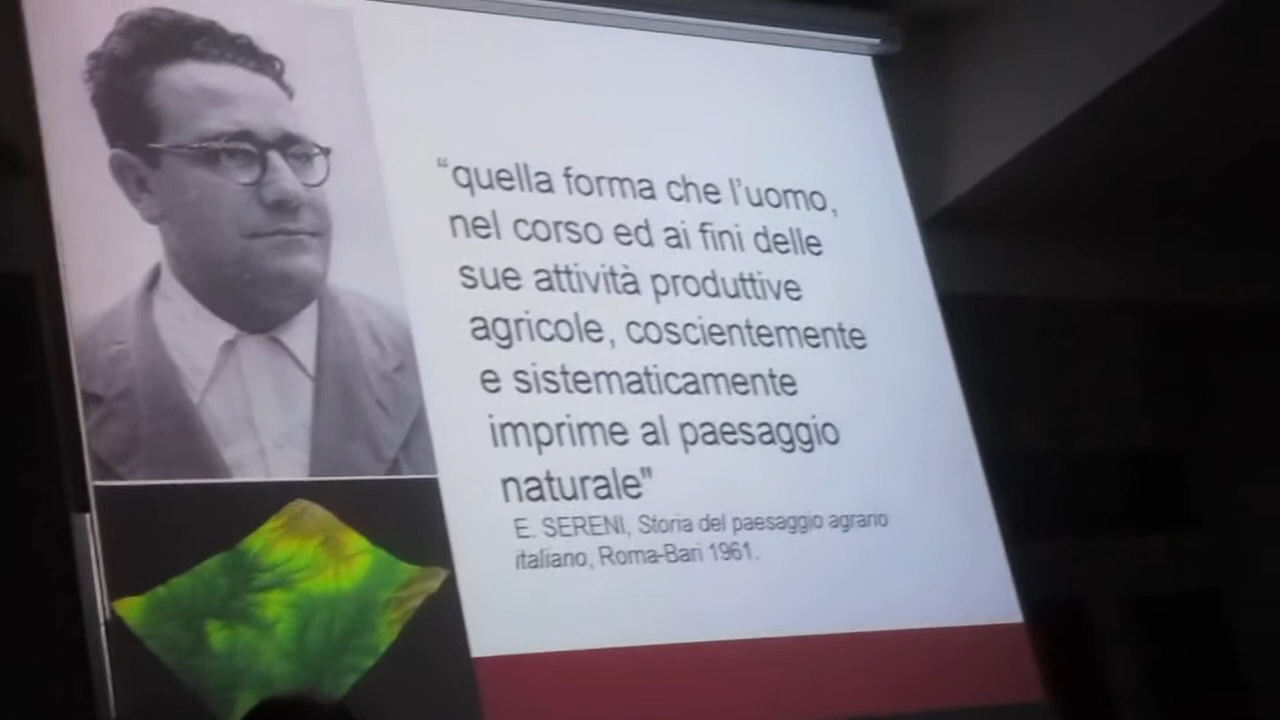 “quella forma che l’uomo,
nel corso ed ai fini delle
sue attività produttive
agricole, coscientemente
e sistematicamente
imprime al paesaggio
naturale"
E. SERENI, Storia del paesaggio agrario
italiano, Roma-Bari 1961.